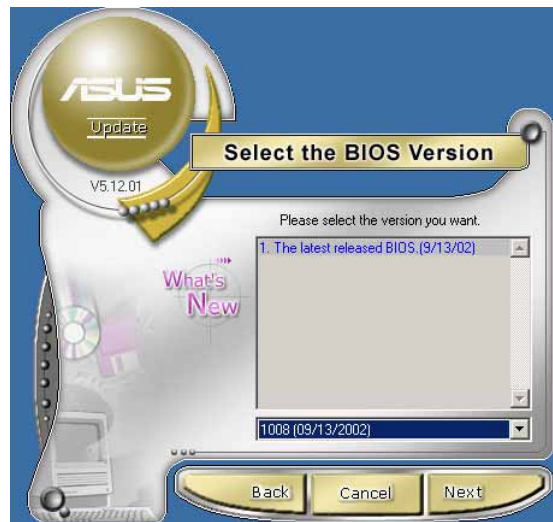 ASUS
Update
V5.12.01
Select the BIOS Version
Please select the version you want.
1. The latest released BIOS.(9/13/02)
What's
New
1008 (09/13/2002)
Back
Cancel
Next